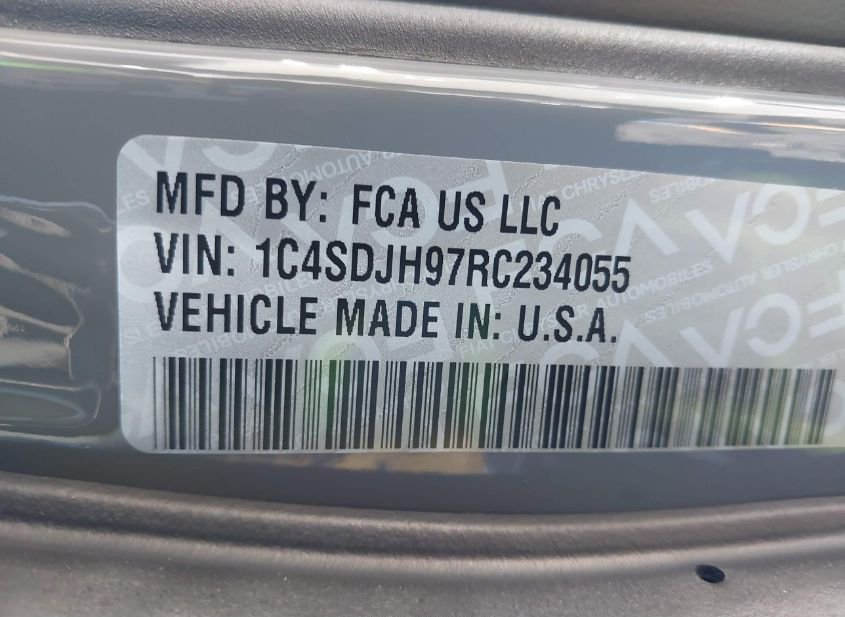 MFD BY: FCA US LLC
VIN: 1C4SDJH97RC234055
VEHICLE MADE IN: U.S.A.